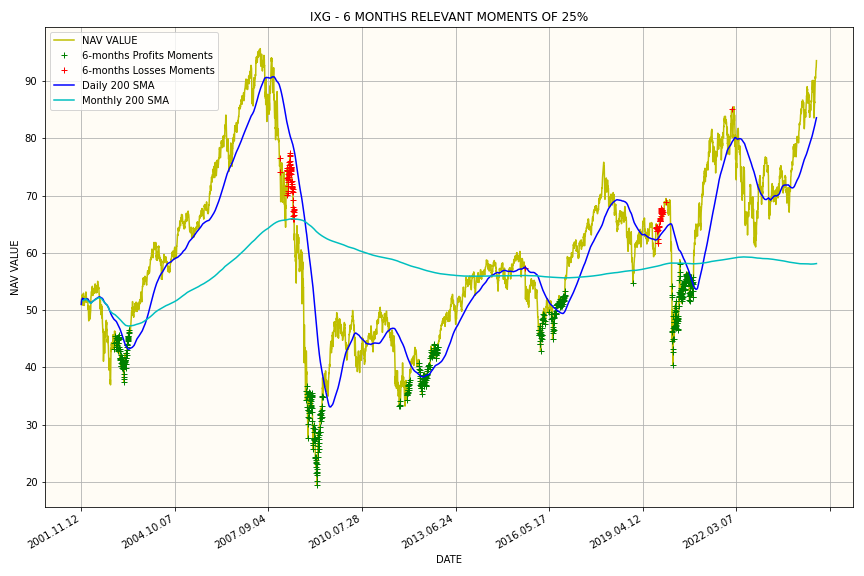 IXG - 6 MONTHS RELEVANT MOMENTS OF 25%
NAV VALUE
6-months Profits Moments
6-months Losses Moments
Daily 200 SMA
Monthly 200 SMA
NAV VALUE
90
80
70
60
50
40
30
20
2001.11.12
2004.10.07
2007.09.04
2010.07.28
2013.06.24
2016.05.17
2019.04.12
2022.03.07
DATE